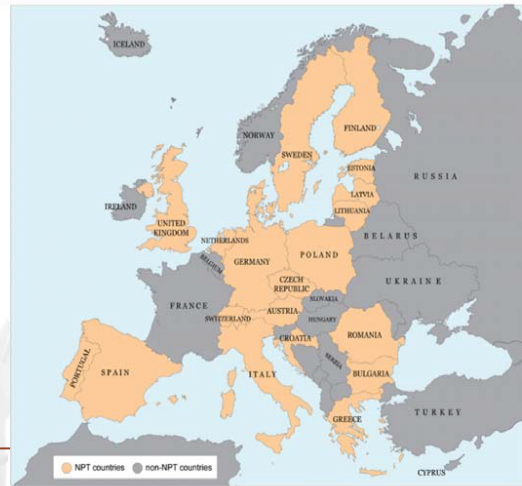 ICELAND
NORWAY
FINLAND
SWEDEN
ESTONIA
RUSSIA
LATVIA
LITHUANIA
IRELAND
UNITED
KINGDOM
BELARUS
NETHERLANDS
POLAND
GERMANY
BELGIUM
CZECH
REPUBLIC
UKRAINE
SLOVAKIA
FRANCE
AUSTRIA
SWITZERLAND
HUNGARY
ROMANIA
CROATIA
SERBIA
ITALY
BULGARIA
PORTUGAL
SPAIN
GREECE
TURKEY
CYPRUS
NPT countries
non-NPT countries